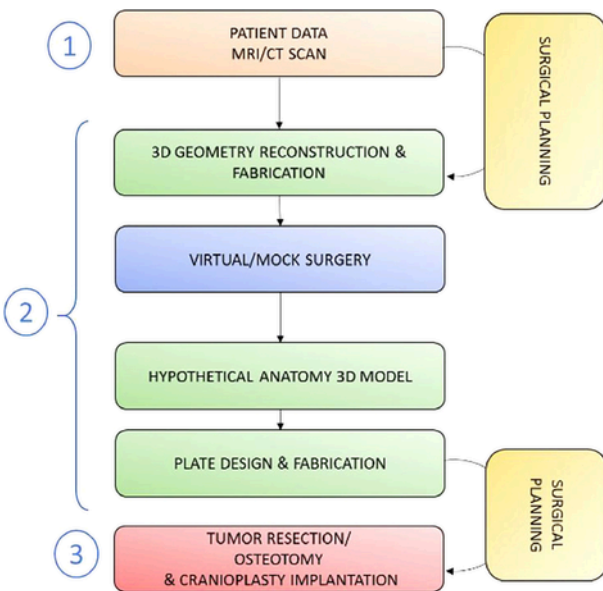 1
PATIENT DATA
MRI/CT SCAN
SURGICAL PLANNING
2
3D GEOMETRY RECONSTRUCTION &
FABRICATION
VIRTUAL/MOCK SURGERY
HYPOTHETICAL ANATOMY 3D MODEL
PLATE DESIGN & FABRICATION
SURGICAL
PLANNING
3
TUMOR RESECTION/
OSTEOTOMY
& CRANIOPLASTY IMPLANTATION